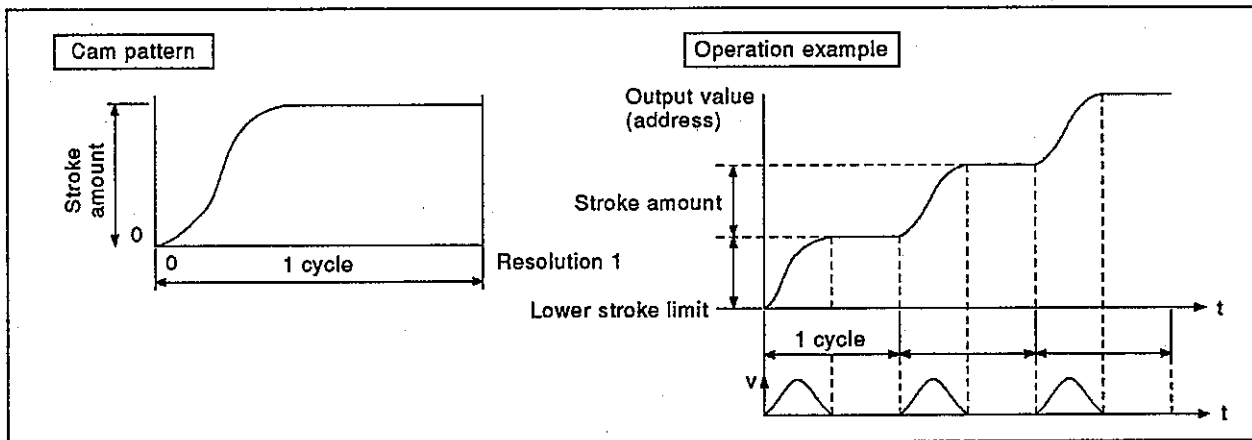 Cam pattern
Stroke
amount
0
0
1 cycle
Resolution 1
Operation example
Output value
(address)
Stroke amount
Lower stroke limit
t
1 cycle
v
t